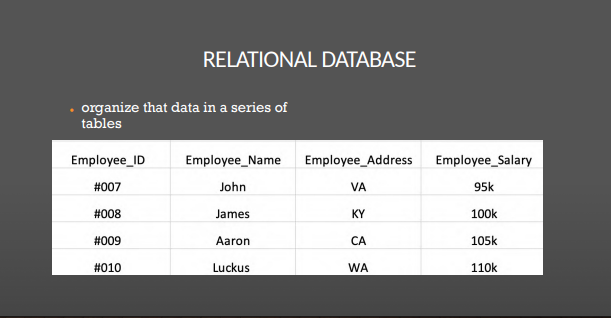 RELATIONAL DATABASE
• organize that data in a series of
tables
Employee_ID Employee_Name Employee_Address Employee_Salary
#007 John VA 95k
#008 James KY 100k
#009 Aaron CA 105k
#010 Luckus WA 110k